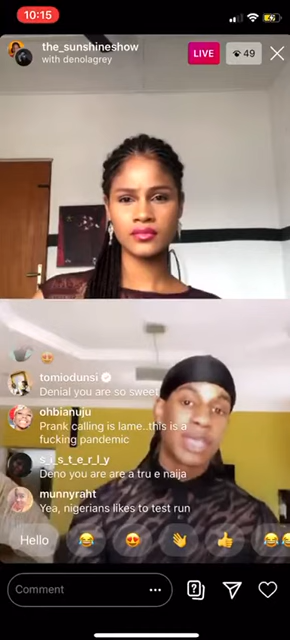 10:15
the_sunshineshow
with denolagrey
LIVE
49
tomiodunsi
Denial you are so sweet
ohbianuju
Prank calling is lame..this is a
fucking pandemic
s_i_s_t_e_r_l_y
Deno you are are a tru e naija
munnyraht
Yea, nigerians likes to test run
Hello
Comment